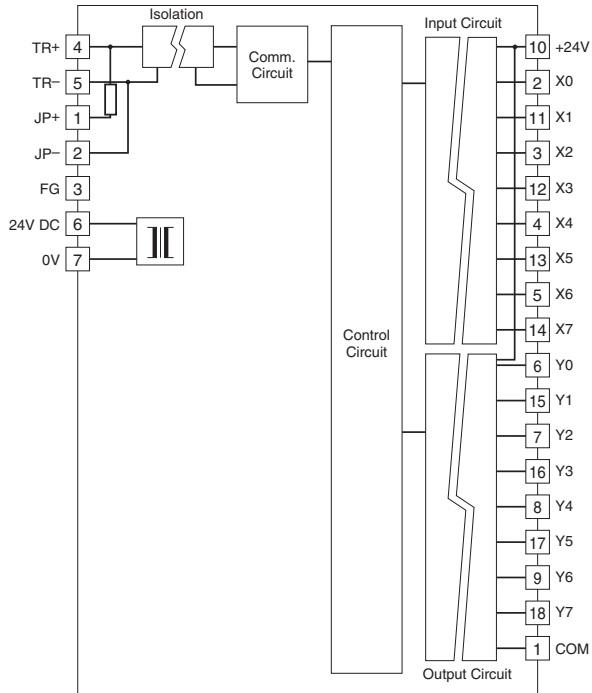 Isolation
Input Circuit
TR+ 4
TR− 5
JP+ 1
JP− 2
FG 3
24V DC 6
0V 7
Comm.
Circuit
Control
Circuit
10 +24V
2 X0
11 X1
3 X2
12 X3
4 X4
13 X5
5 X6
14 X7
6 Y0
15 Y1
7 Y2
16 Y3
8 Y4
17 Y5
9 Y6
18 Y7
1 COM
Output Circuit